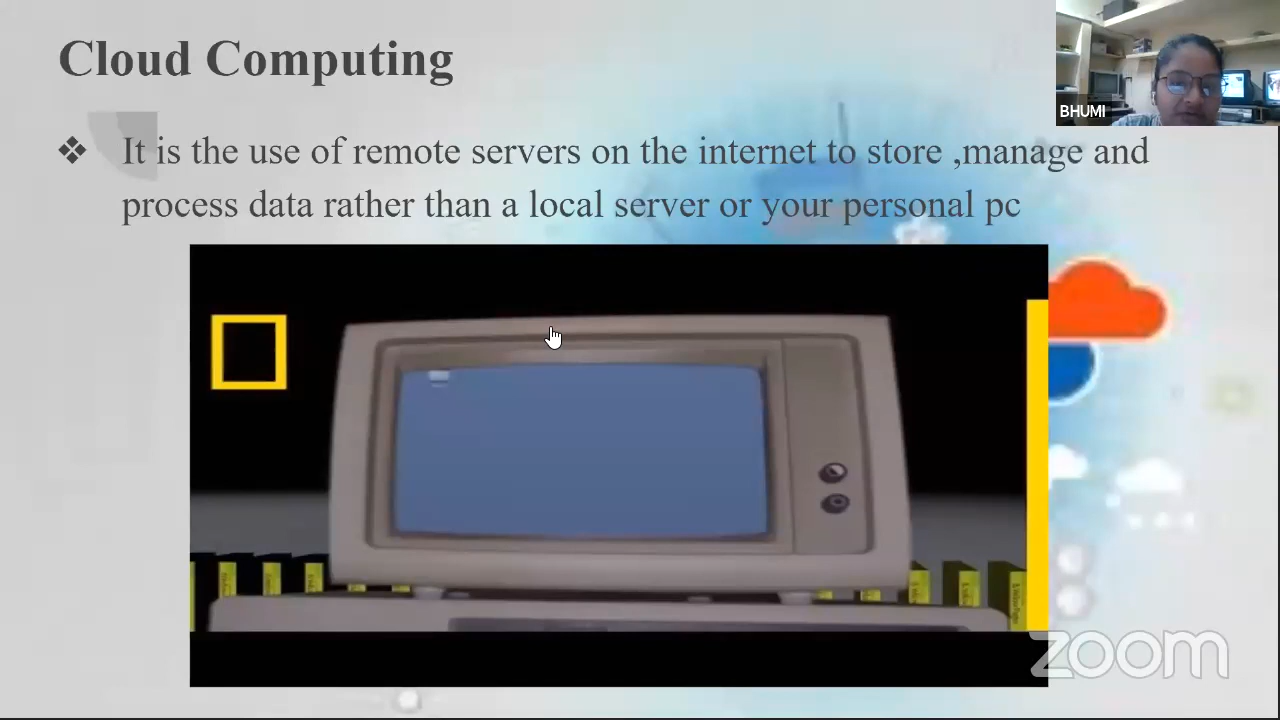 Cloud Computing
BHUMI
❖ It is the use of remote servers on the internet to store ,manage and
process data rather than a local server or your personal pc
zoom